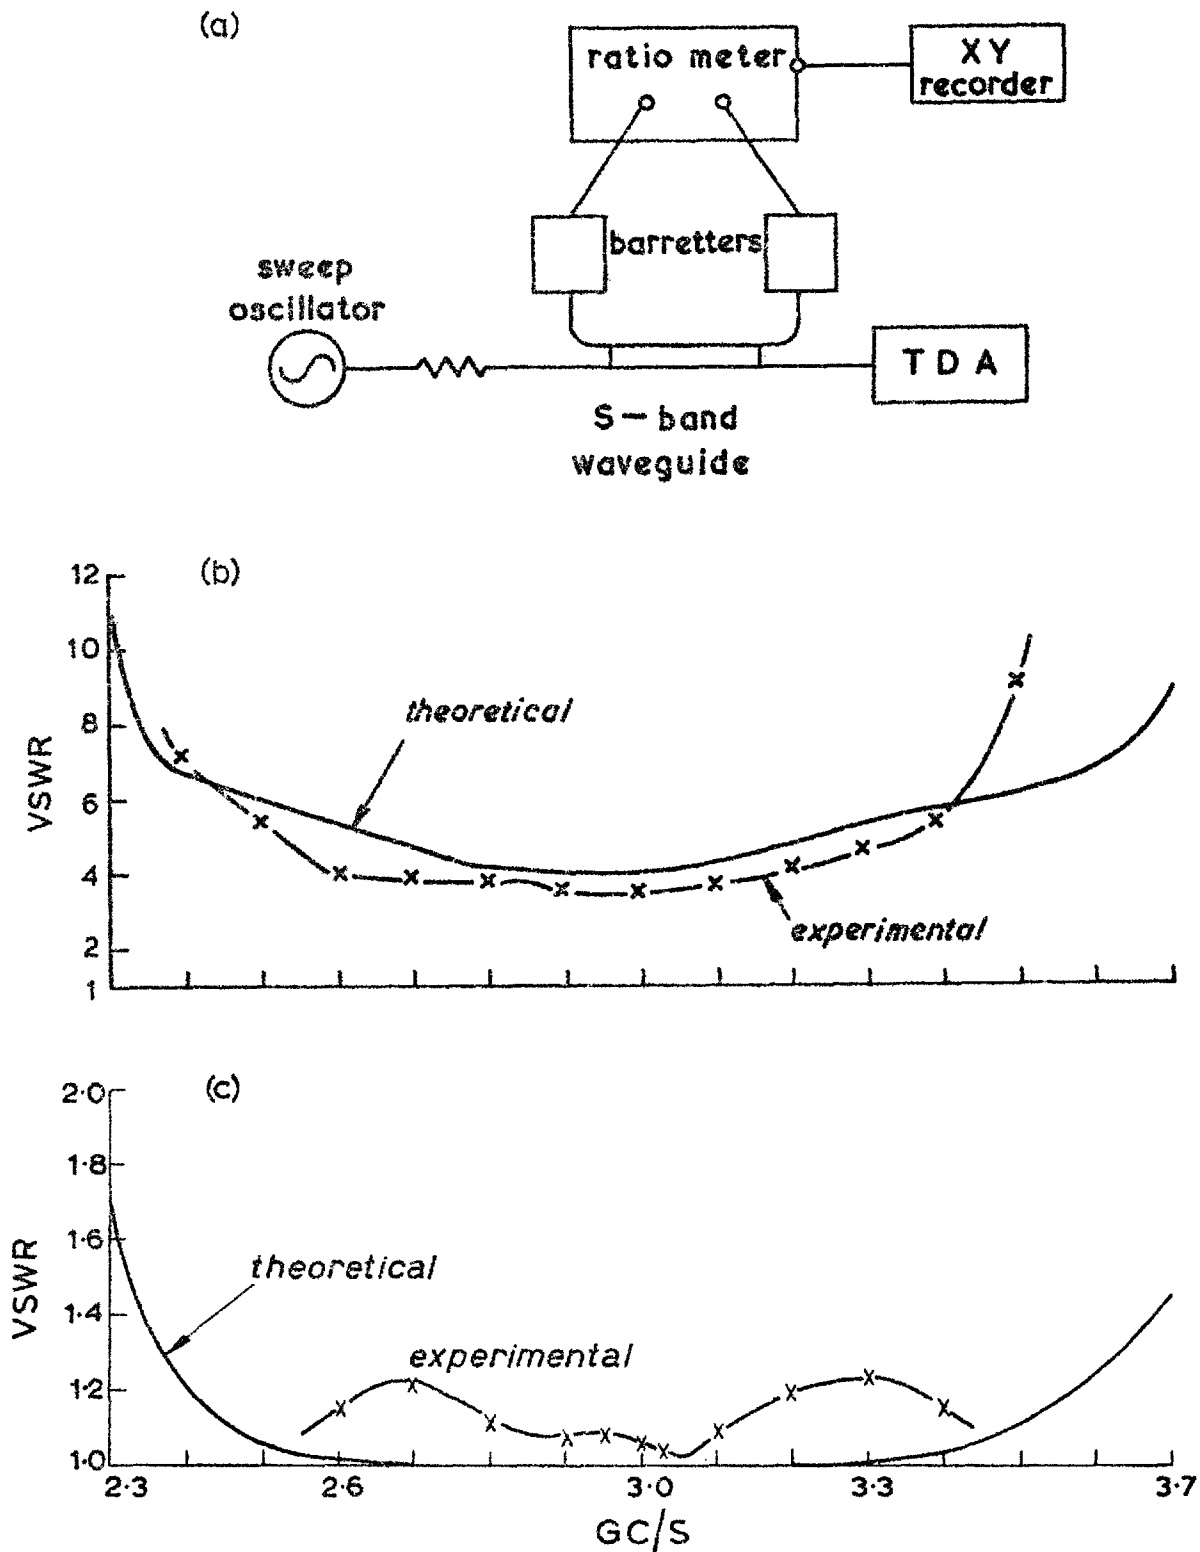 (a)
ratio meter
XY
recorder
barretters
sweep
oscillator
TDA
S-band
waveguide
(b)
12
10
8
6
4
2
1
VSWR
theoretical
experimental
(c)
2·0
1·8
1·6
1·4
1·2
1·0
VSWR
theoretical
experimental
2·3
2·6
3·0
3·3
3·7
GC/S